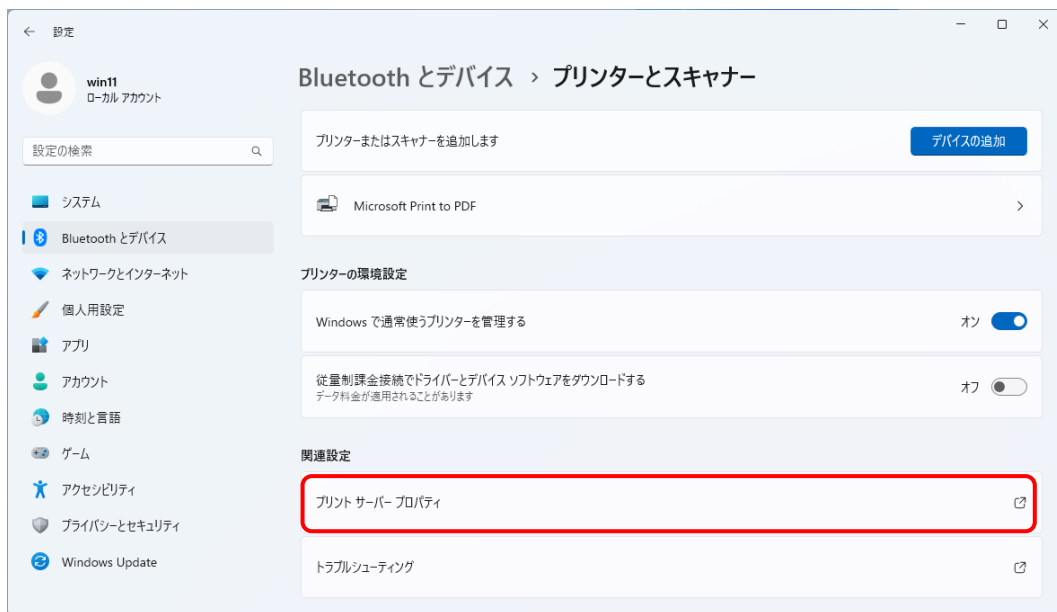 設定
win11
ローカル アカウント
設定の検索
システム
Bluetooth とデバイス
ネットワークとインターネット
個人用設定
アプリ
アカウント
時刻と言語
ゲーム
アクセシビリティ
プライバシーとセキュリティ
Windows Update
Bluetooth とデバイス › プリンターとスキャナー
プリンターまたはスキャナーを追加します
デバイスの追加
Microsoft Print to PDF
プリンターの環境設定
Windows で通常使うプリンターを管理する
オン
従量制課金接続でドライバーとデバイス ソフトウェアをダウンロードする
データ料金が適用されることがあります
オフ
関連設定
プリント サーバー プロパティ
トラブルシューティング